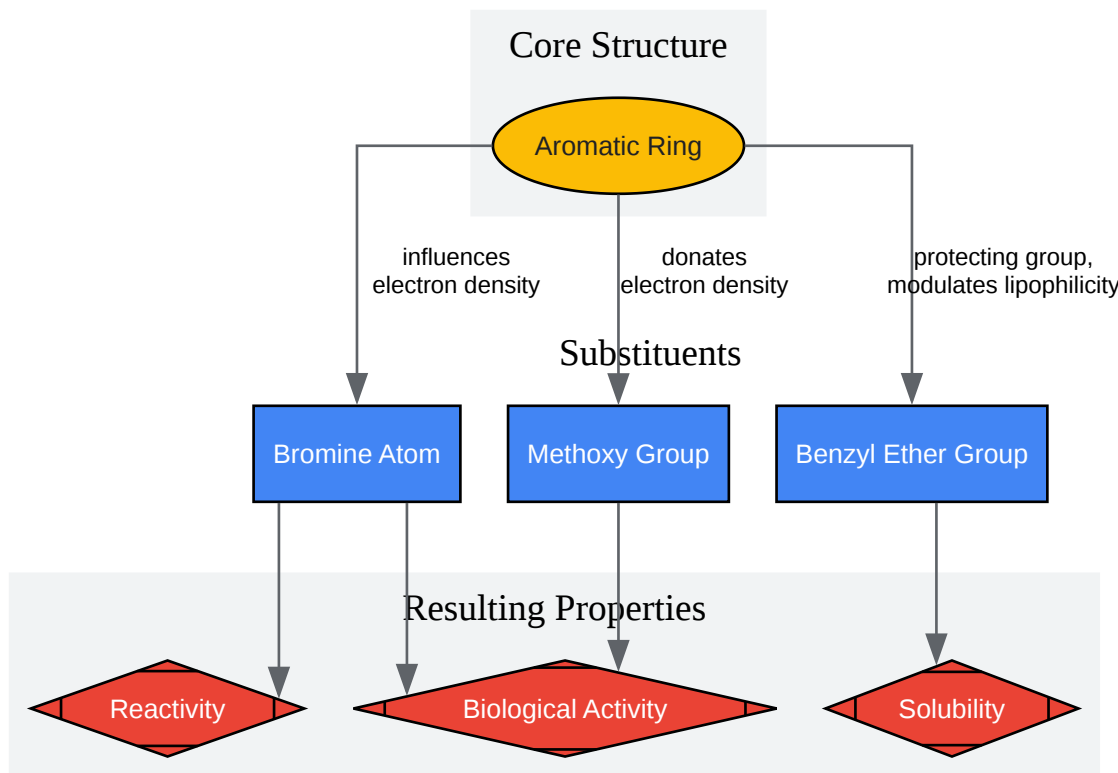 Core Structure
Aromatic Ring
influences
electron density
donates
electron density
protecting group,
modulates lipophilicity
Substituents
Bromine Atom
Methoxy Group
Benzyl Ether Group
Resulting Properties
Reactivity
Biological Activity
Solubility